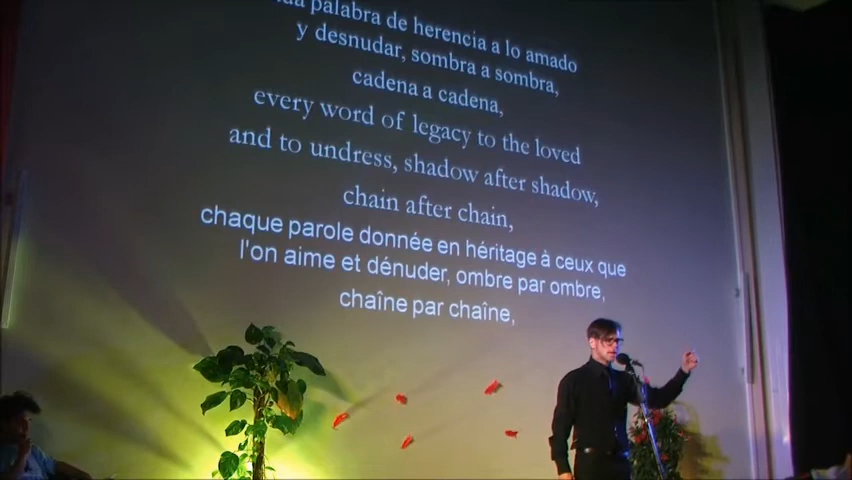 palabra de herencia a lo amado
y desnudar, sombra a sombra,
cadena a cadena,
every word of legacy to the loved
and to undress, shadow after shadow,
chain after chain,
chaque parole donnée en héritage à ceux que
l'on aime et dénuder, ombre par ombre,
chaîne par chaîne,